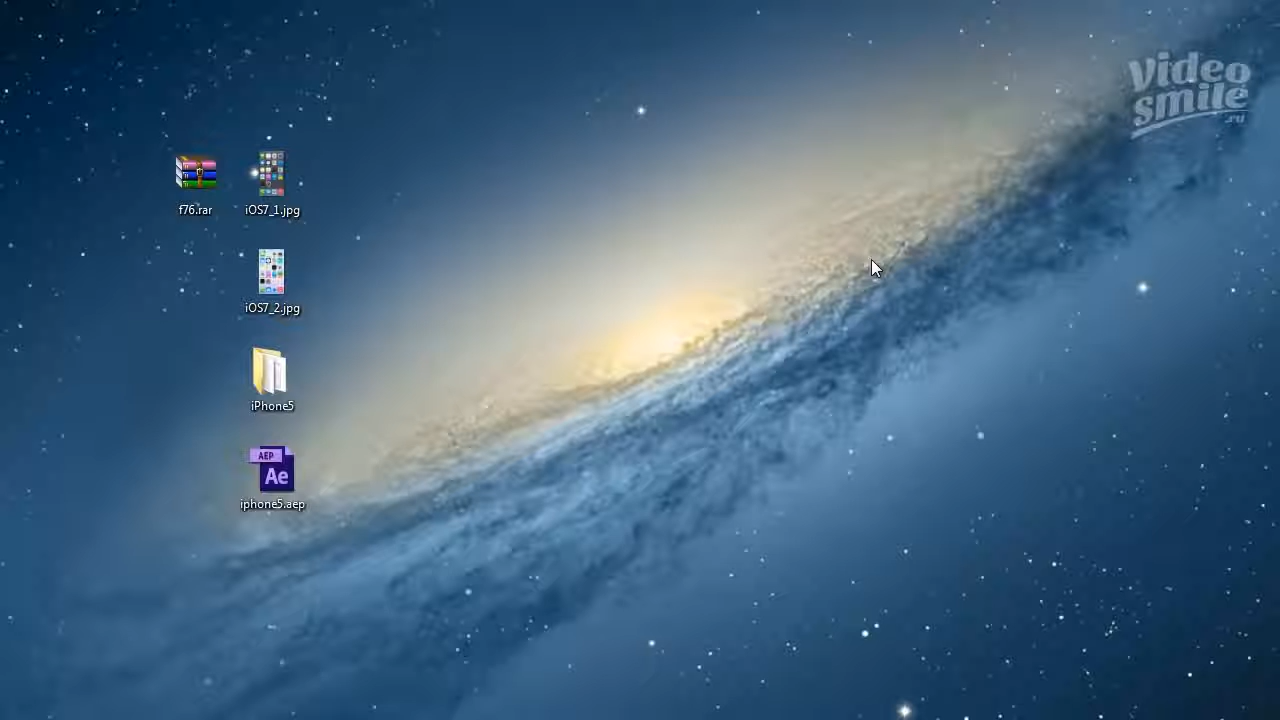 Video
smile
.ru
f76.rar
iOS7_1.jpg
iOS7_2.jpg
iPhone5
AEP
Ae
iphone5.aep